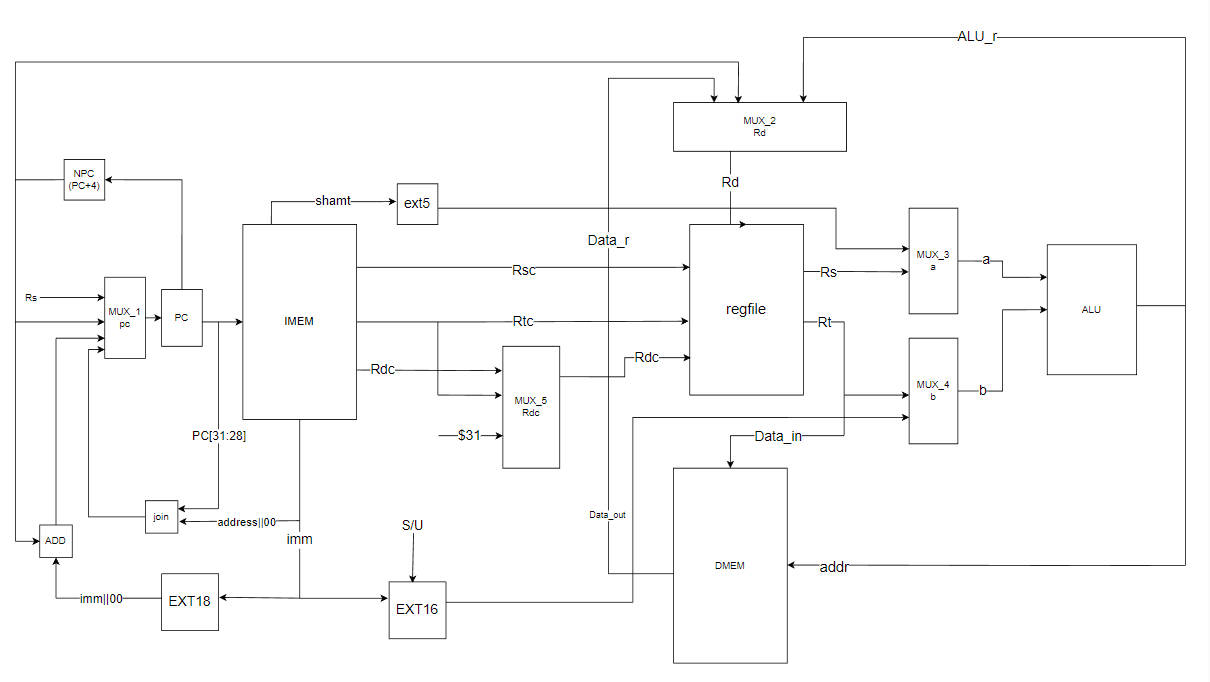 ALU_r
MUX_2
Rd
NPC
(PC+4)
Rd
shamt
ext5
Data_r
MUX_3
a
a
Rsc
Rs
Rs
MUX_1
pc
PC
IMEM
Rtc
regfile
Rt
ALU
Rdc
Rdc
MUX_4
b
b
MUX_5
Rdc
PC[31:28]
$31
Data_in
join
address||00
Data_out
S/U
ADD
imm
DMEM
addr
imm||00
EXT18
EXT16